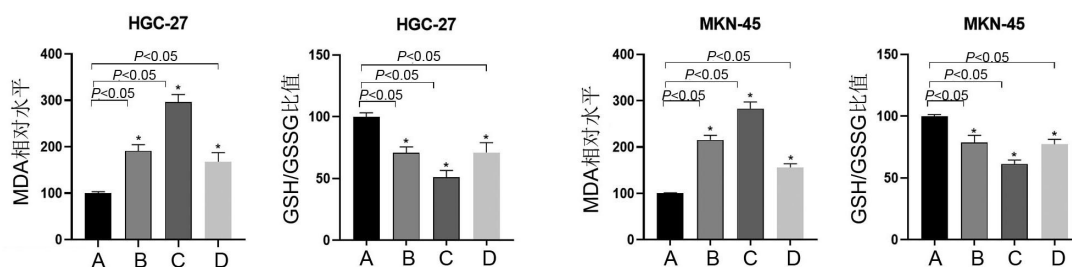 HGC-27
MDA相对水平
400
300
200
100
0
P<0.05
P<0.05
P<0.05
*
*
*
A B C D
HGC-27
GSH/GSSG比值
150
100
50
0
P<0.05
P<0.05
P<0.05
*
*
*
A B C D
MKN-45
MDA相对水平
400
300
200
100
0
P<0.05
P<0.05
P<0.05
*
*
*
A B C D
MKN-45
GSH/GSSG比值
150
100
50
0
P<0.05
P<0.05
P<0.05
*
*
*
A B C D